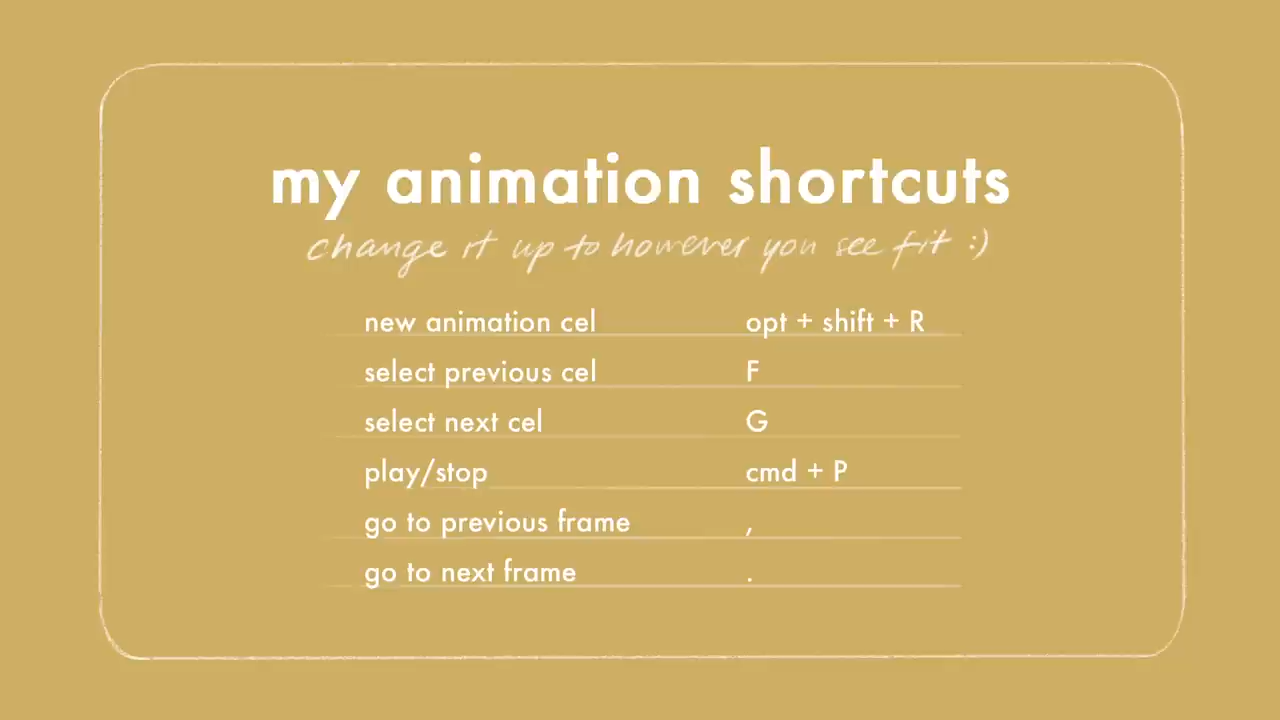 my animation shortcuts
change it up to however you see fit :)
new animation cel opt + shift + R
select previous cel F
select next cel G
play/stop cmd + P
go to previous frame ,
go to next frame .